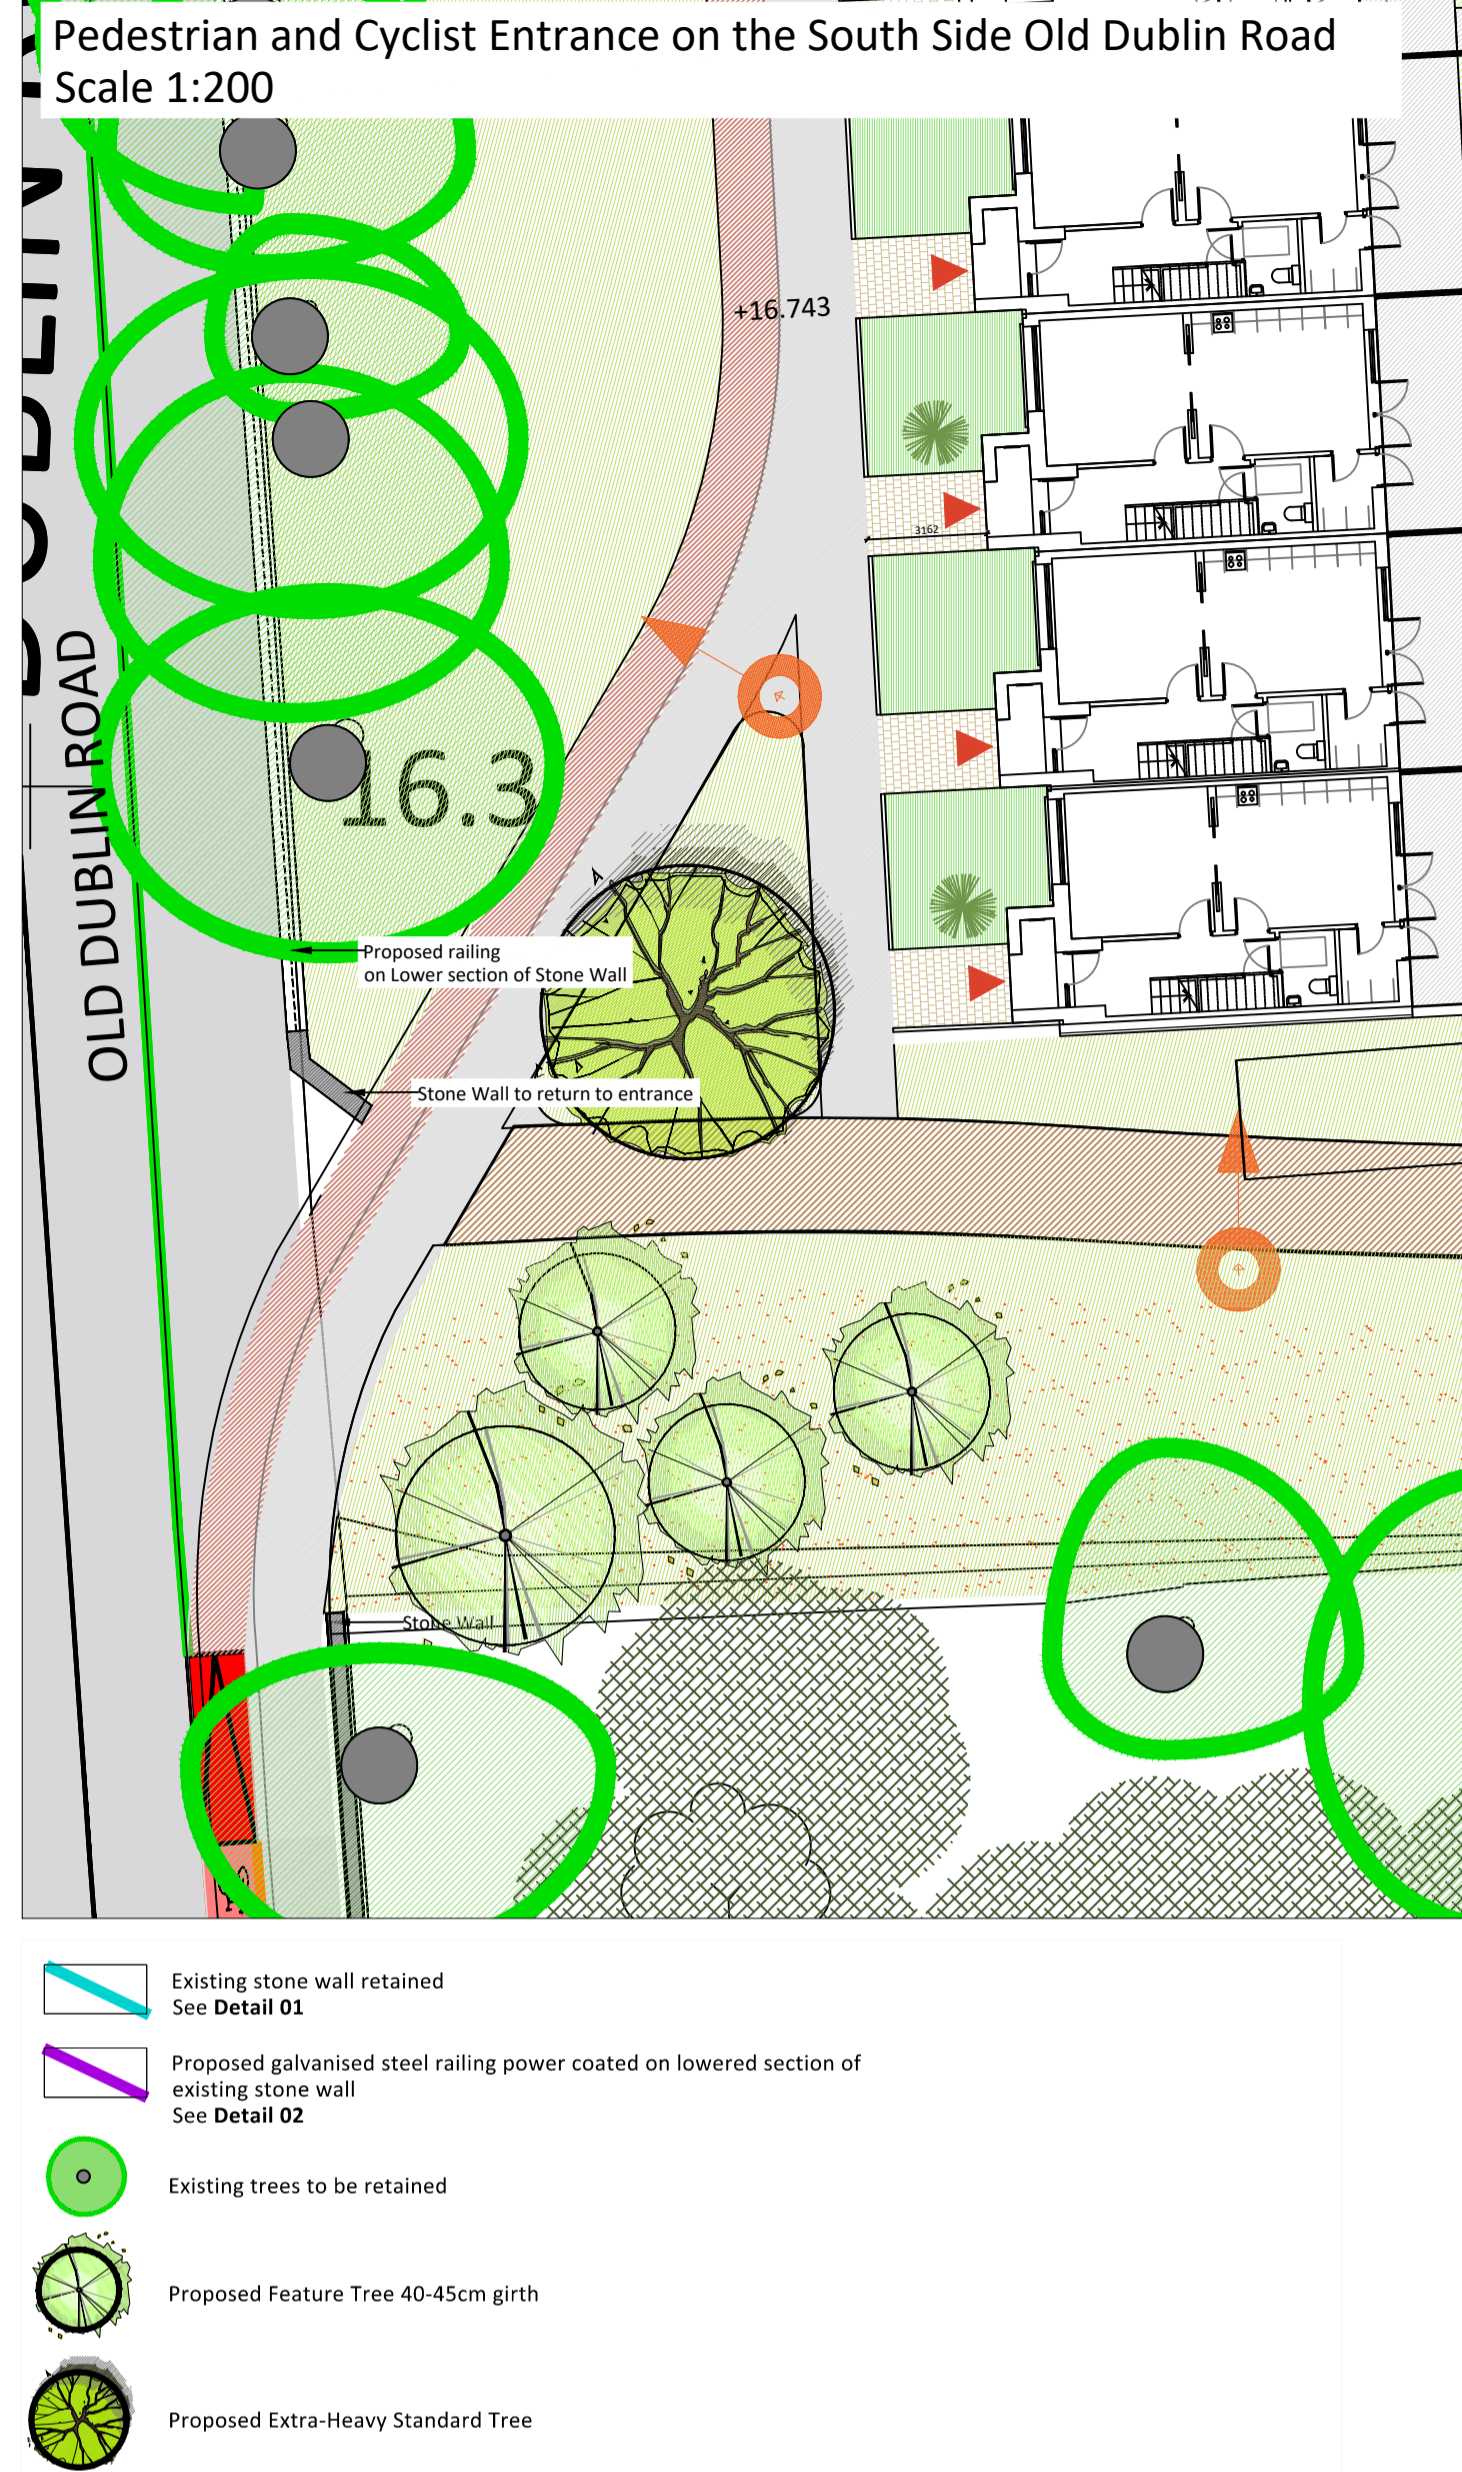 Pedestrian and Cyclist Entrance on the South Side Old Dublin Road
Scale 1:200
+16.743
3162
OLD DUBLIN ROAD
16.3
Proposed railing
on Lower section of Stone Wall
Stone Wall to return to entrance
Stone Wall
Existing stone wall retained
See Detail 01
Proposed galvanised steel railing power coated on lowered section of
existing stone wall
See Detail 02
Existing trees to be retained
Proposed Feature Tree 40-45cm girth
Proposed Extra-Heavy Standard Tree